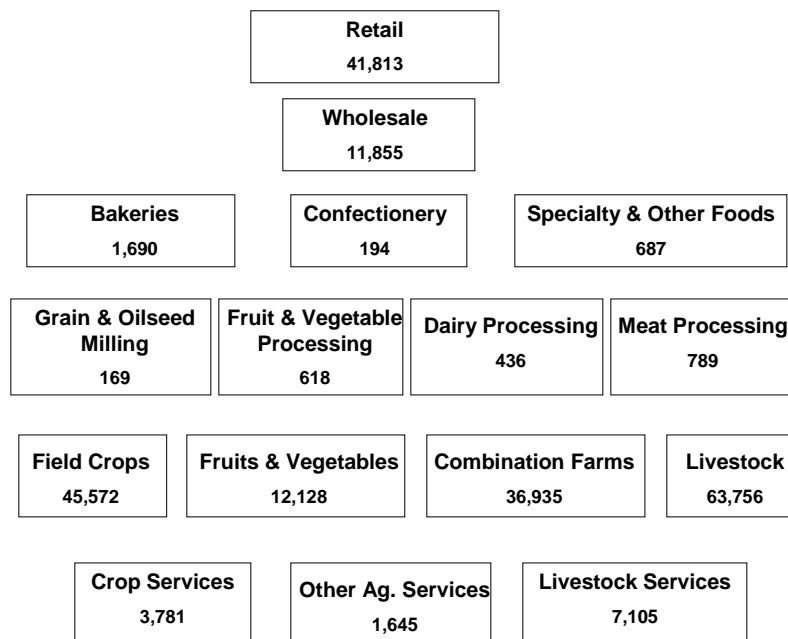 Retail
41,813
Wholesale
11,855
Bakeries
1,690
Confectionery
194
Specialty & Other Foods
687
Grain & Oilseed
Milling
169
Fruit & Vegetable
Processing
618
Dairy Processing
436
Meat Processing
789
Field Crops
45,572
Fruits & Vegetables
12,128
Combination Farms
36,935
Livestock
63,756
Crop Services
3,781
Other Ag. Services
1,645
Livestock Services
7,105